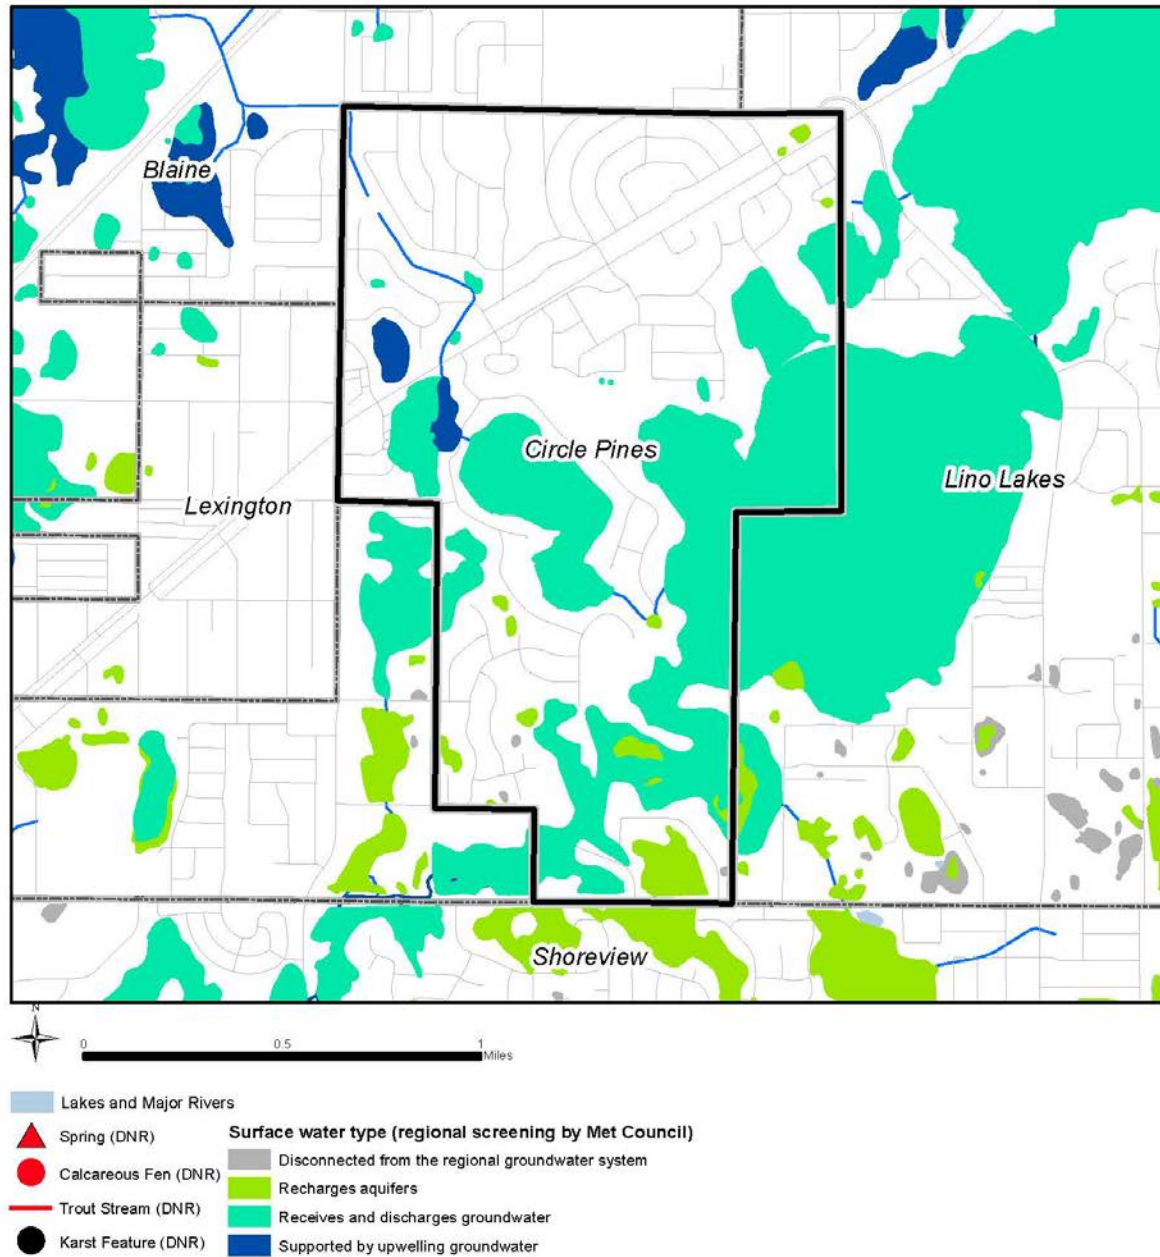 Blaine
Circle Pines
Lino Lakes
Lexington
Shoreview
N
0 0.5 1
Miles
Lakes and Major Rivers
Spring (DNR)
Calcareous Fen (DNR)
Trout Stream (DNR)
Karst Feature (DNR)
Surface water type (regional screening by Met Council)
Disconnected from the regional groundwater system
Recharges aquifers
Receives and discharges groundwater
Supported by upwelling groundwater